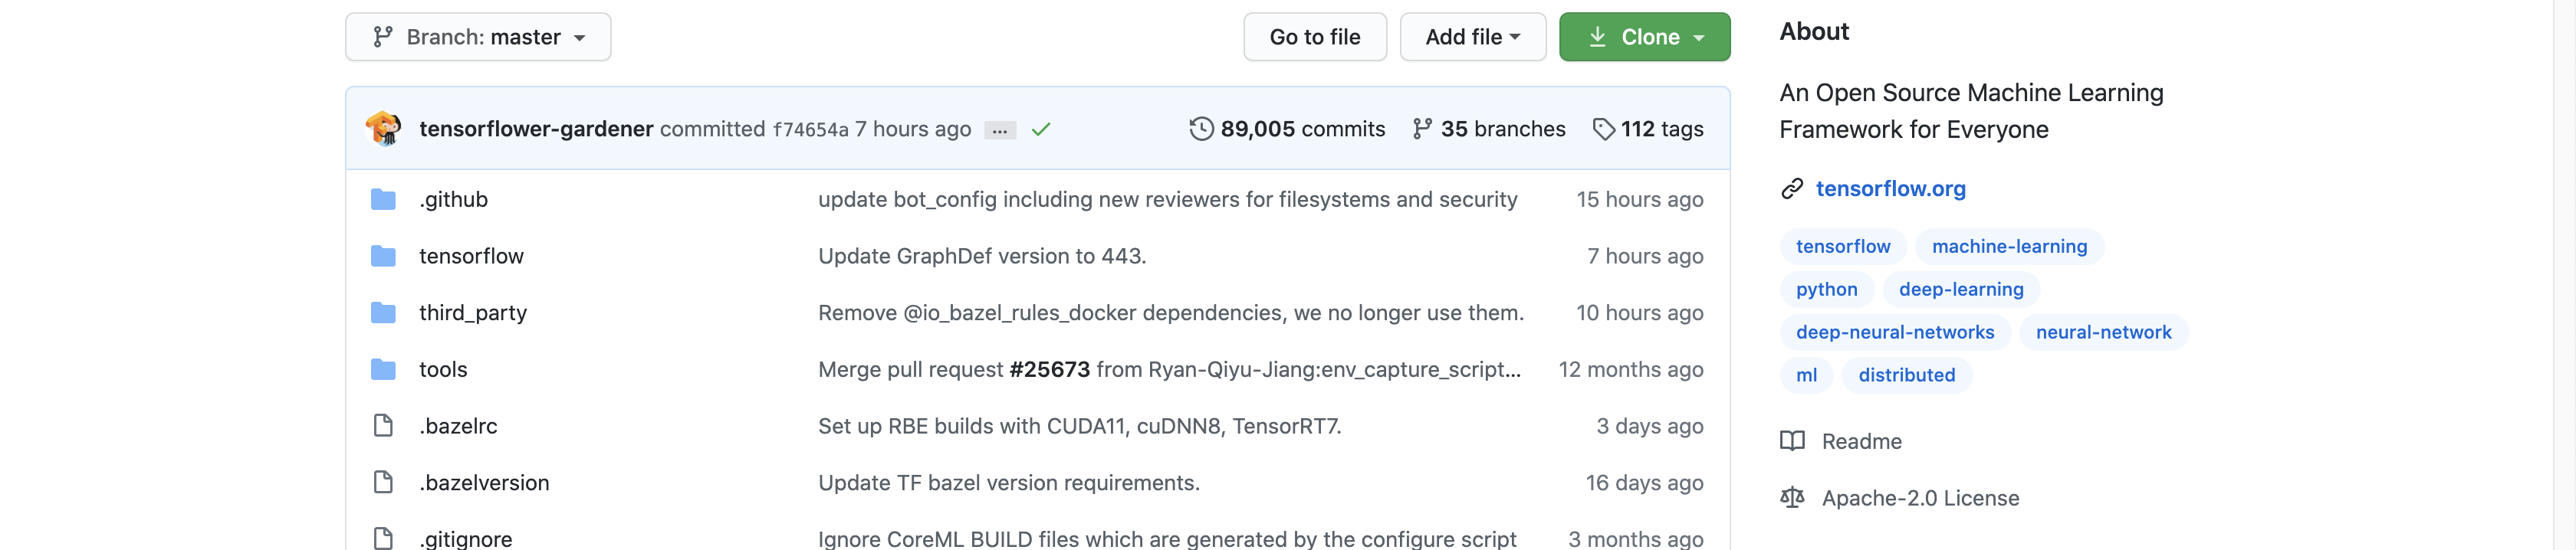 Branch: master
Go to file
Add file
Clone
tensorflower-gardener committed f74654a 7 hours ago ...
89,005 commits
35 branches
112 tags
.github update bot_config including new reviewers for filesystems and security 15 hours ago
tensorflow Update GraphDef version to 443. 7 hours ago
third_party Remove @io_bazel_rules_docker dependencies, we no longer use them. 10 hours ago
tools Merge pull request #25673 from Ryan-Qiyu-Jiang:env_capture_script... 12 months ago
.bazelrc Set up RBE builds with CUDA11, cuDNN8, TensorRT7. 3 days ago
.bazelversion Update TF bazel version requirements. 16 days ago
.gitignore Ignore CoreML BUILD files which are generated by the configure script 3 months ago
About
An Open Source Machine Learning
Framework for Everyone
tensorflow.org
tensorflow machine-learning
python deep-learning
deep-neural-networks neural-network
ml distributed
Readme
Apache-2.0 License